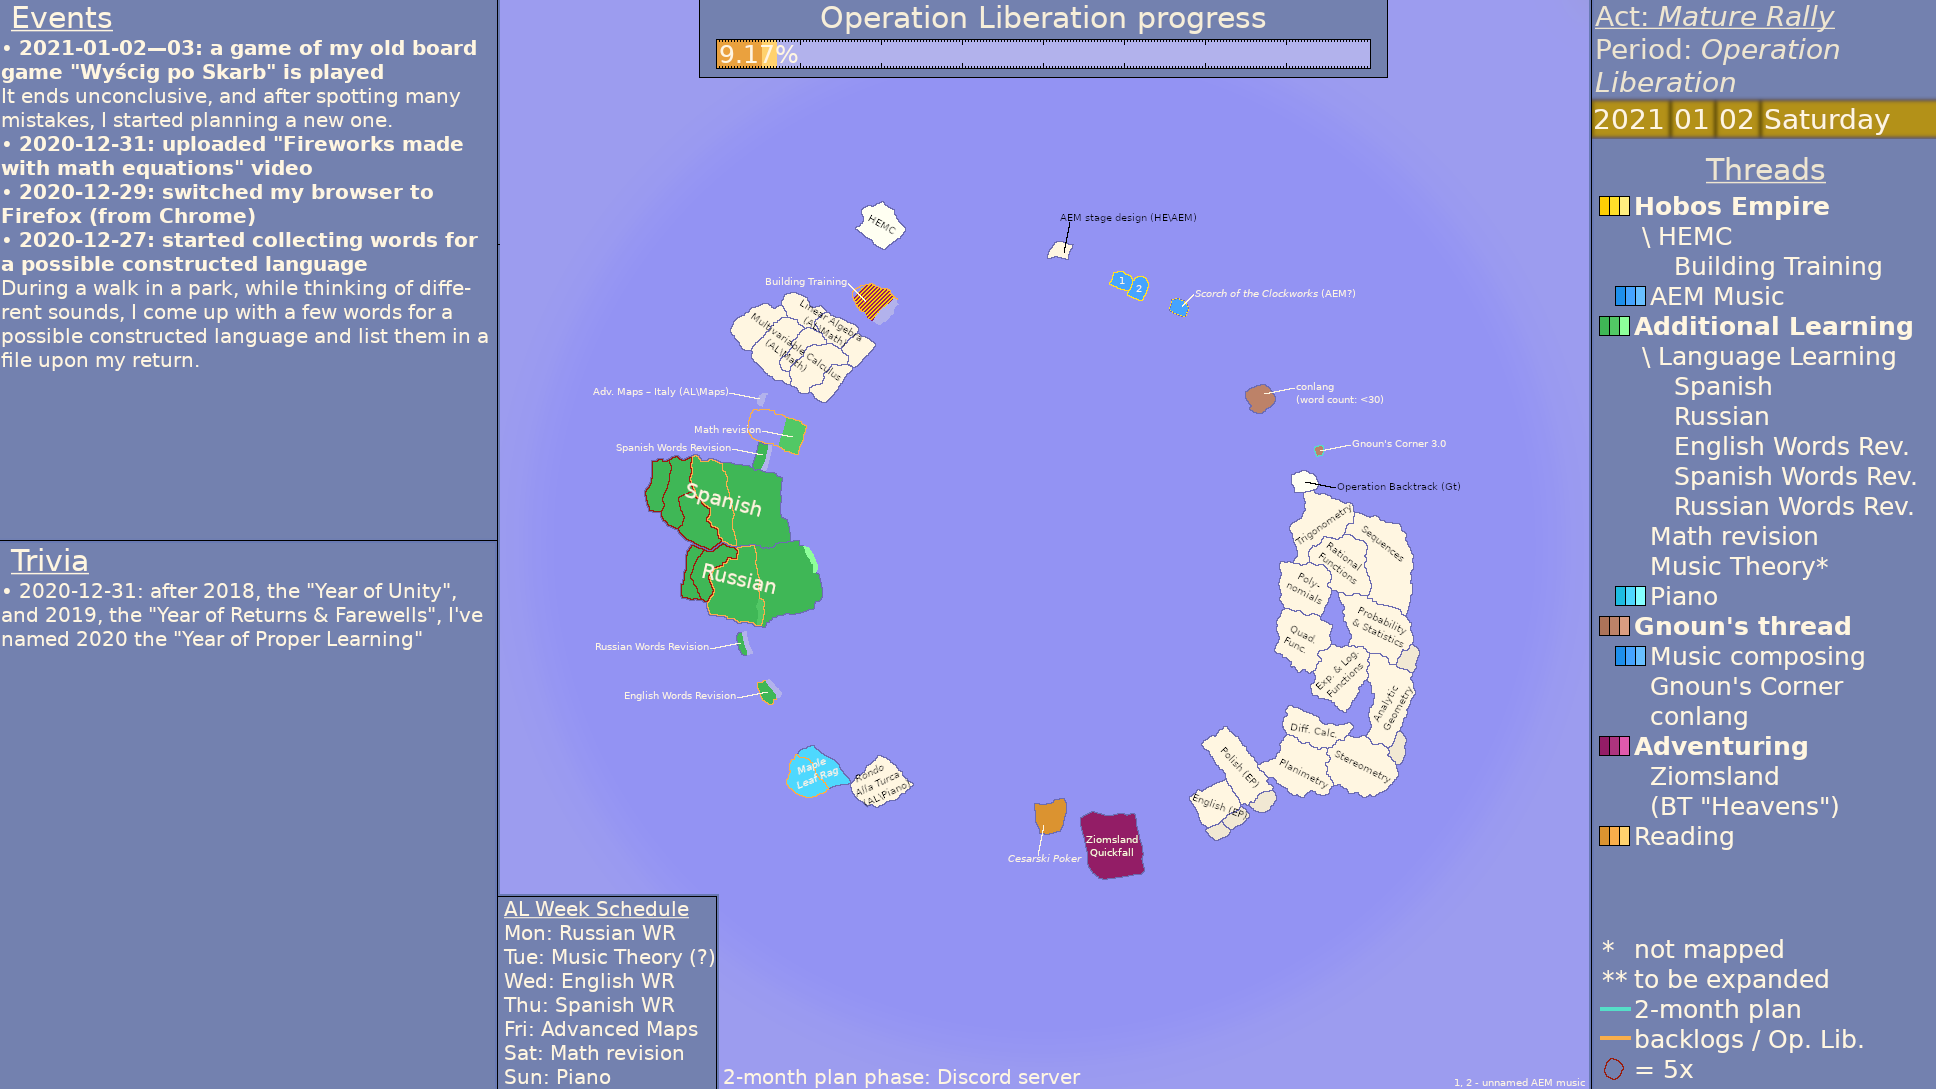 Events
• 2021-01-02—03: a game of my old board
game "Wyścig po Skarb" is played
It ends unconclusive, and after spotting many
mistakes, I started planning a new one.
• 2020-12-31: uploaded "Fireworks made
with math equations" video
• 2020-12-29: switched my browser to
Firefox (from Chrome)
• 2020-12-27: started collecting words for
a possible constructed language
During a walk in a park, while thinking of diffe-
rent sounds, I come up with a few words for a
possible constructed language and list them in a
file upon my return.
Trivia
• 2020-12-31: after 2018, the "Year of Unity",
and 2019, the "Year of Returns & Farewells", I've
named 2020 the "Year of Proper Learning"
Operation Liberation progress
9.17%
HEMC
AEM stage design (HE\AEM)
Building Training
1
2
Scorch of the Clockworks (AEM?)
Linear Algebra
(AL\Math)
Multivariable Calculus
(AL\Math)
Adv. Maps – Italy (AL\Maps)
conlang
(word count: <30)
Math revision
Spanish Words Revision
Gnoun's Corner 3.0
Operation Backtrack (Gt)
Spanish
Russian
Trigonometry
Sequences
Rational
Functions
Poly-
nomials
Probability
& Statistics
Quad.
Func.
Exp. & Log.
Functions
Analytic
Geometry
Russian Words Revision
English Words Revision
Diff. Calc.
Planimetry
Stereometry
Polish (EP)
English (EP)
Maple
Leaf Rag
Rondo
Alla Turca
(AL\Piano)
Cesarski Poker
Ziomsland
Quickfall
AL Week Schedule
Mon: Russian WR
Tue: Music Theory (?)
Wed: English WR
Thu: Spanish WR
Fri: Advanced Maps
Sat: Math revision
Sun: Piano
2-month plan phase: Discord server
1, 2 - unnamed AEM music
Act: Mature Rally
Period: Operation
Liberation
2021 01 02 Saturday
Threads
Hobos Empire
\ HEMC
Building Training
AEM Music
Additional Learning
\ Language Learning
Spanish
Russian
English Words Rev.
Spanish Words Rev.
Russian Words Rev.
Math revision
Music Theory*
Piano
Gnoun's thread
Music composing
Gnoun's Corner
conlang
Adventuring
Ziomsland
(BT "Heavens")
Reading
* not mapped
** to be expanded
2-month plan
backlogs / Op. Lib.
= 5x